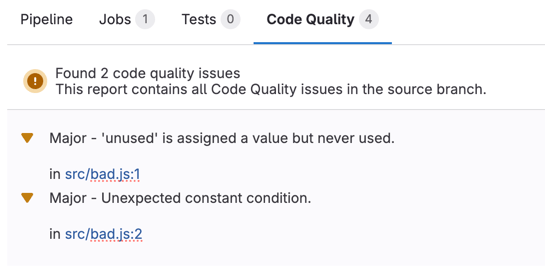 Pipeline Jobs 1 Tests 0 Code Quality 4
!
Found 2 code quality issues
This report contains all Code Quality issues in the source branch.
Major - 'unused' is assigned a value but never used.
in src/bad.js:1
Major - Unexpected constant condition.
in src/bad.js:2